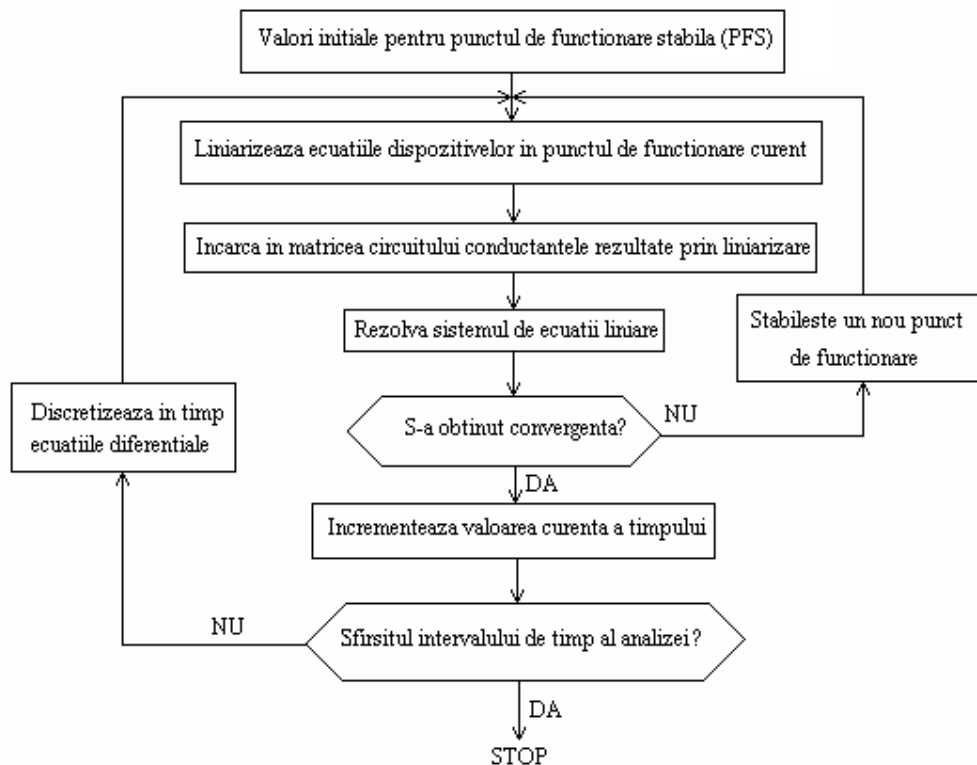 Valori initiale pentru punctul de functionare stabila (PFS)
Liniarizeaza ecuatiile dispozitivelor in punctul de functionare curent
Incarca in matricea circuitului conductantele rezultate prin liniarizare
Rezolva sistemul de ecuatii liniare
Stabileste un nou punct
de functionare
Discretizeaza in timp
ecuatiile diferentiale
S-a obtinut convergenta?
NU
DA
Incrementeaza valoarea curenta a timpului
NU
Sfirsitul intervalului de timp al analizei?
DA
STOP